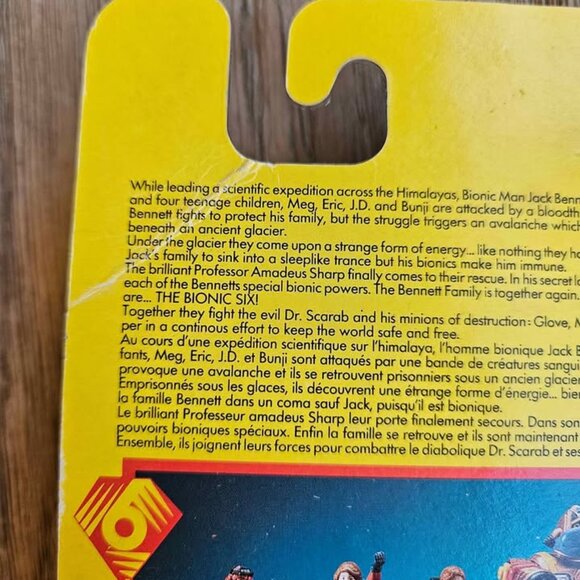 While leading a scientific expedition across the Himalayas, Bionic Man Jack Benn
and four teenage children, Meg, Eric, J.D. and Bunji are attacked by a bloodth
Bennett fights to protect his family, but the struggle triggers an avalanche which
beneath an ancient glacier.
Under the glacier they come upon a strange form of energy... like nothing they ho
Jack's family to sink into a sleeplike trance but his bionics make him immune.
The brilliant Professor Amadeus Sharp finally comes to their rescue. In his secret lo
each of the Bennetts special bionic powers. The Bennett Family is together again.
are... THE BIONIC SIX!
Together they fight the evil Dr. Scarab and his minions of destruction: Glove, M
per in a continous effort to keep the world safe and free.
Au cours d'une expédition scientifique sur l'himalaya, l'homme bionique Jack B
fants, Meg, Eric, J.D. et Bunji sont attaqués par une bande de créatures sangui
provoque une avalanche et ils se retrouvent prisonniers sous un ancien glacier
Emprisonnés sous les glaces, ils découvrent une étrange forme d'énergie... bien
la famille Bennett dans un coma sauf Jack, puisqu'il est bionique.
Le brilliant Professeur amadeus Sharp leur porte finalement secours. Dans son
pouvoirs bioniques spéciaux. Enfin la famille se retrouve et ils sont maintenant
Ensemble, ils joignent leurs forces pour combattre le diabolique Dr. Scarab et ses
6